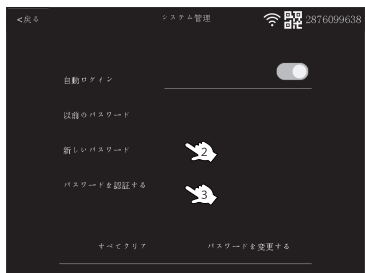 <戻る システム管理 2876099638
自動ログイン
以前のパスワード
新しいパスワード 2
パスワードを認証する 3
すべてクリア パスワードを変更する